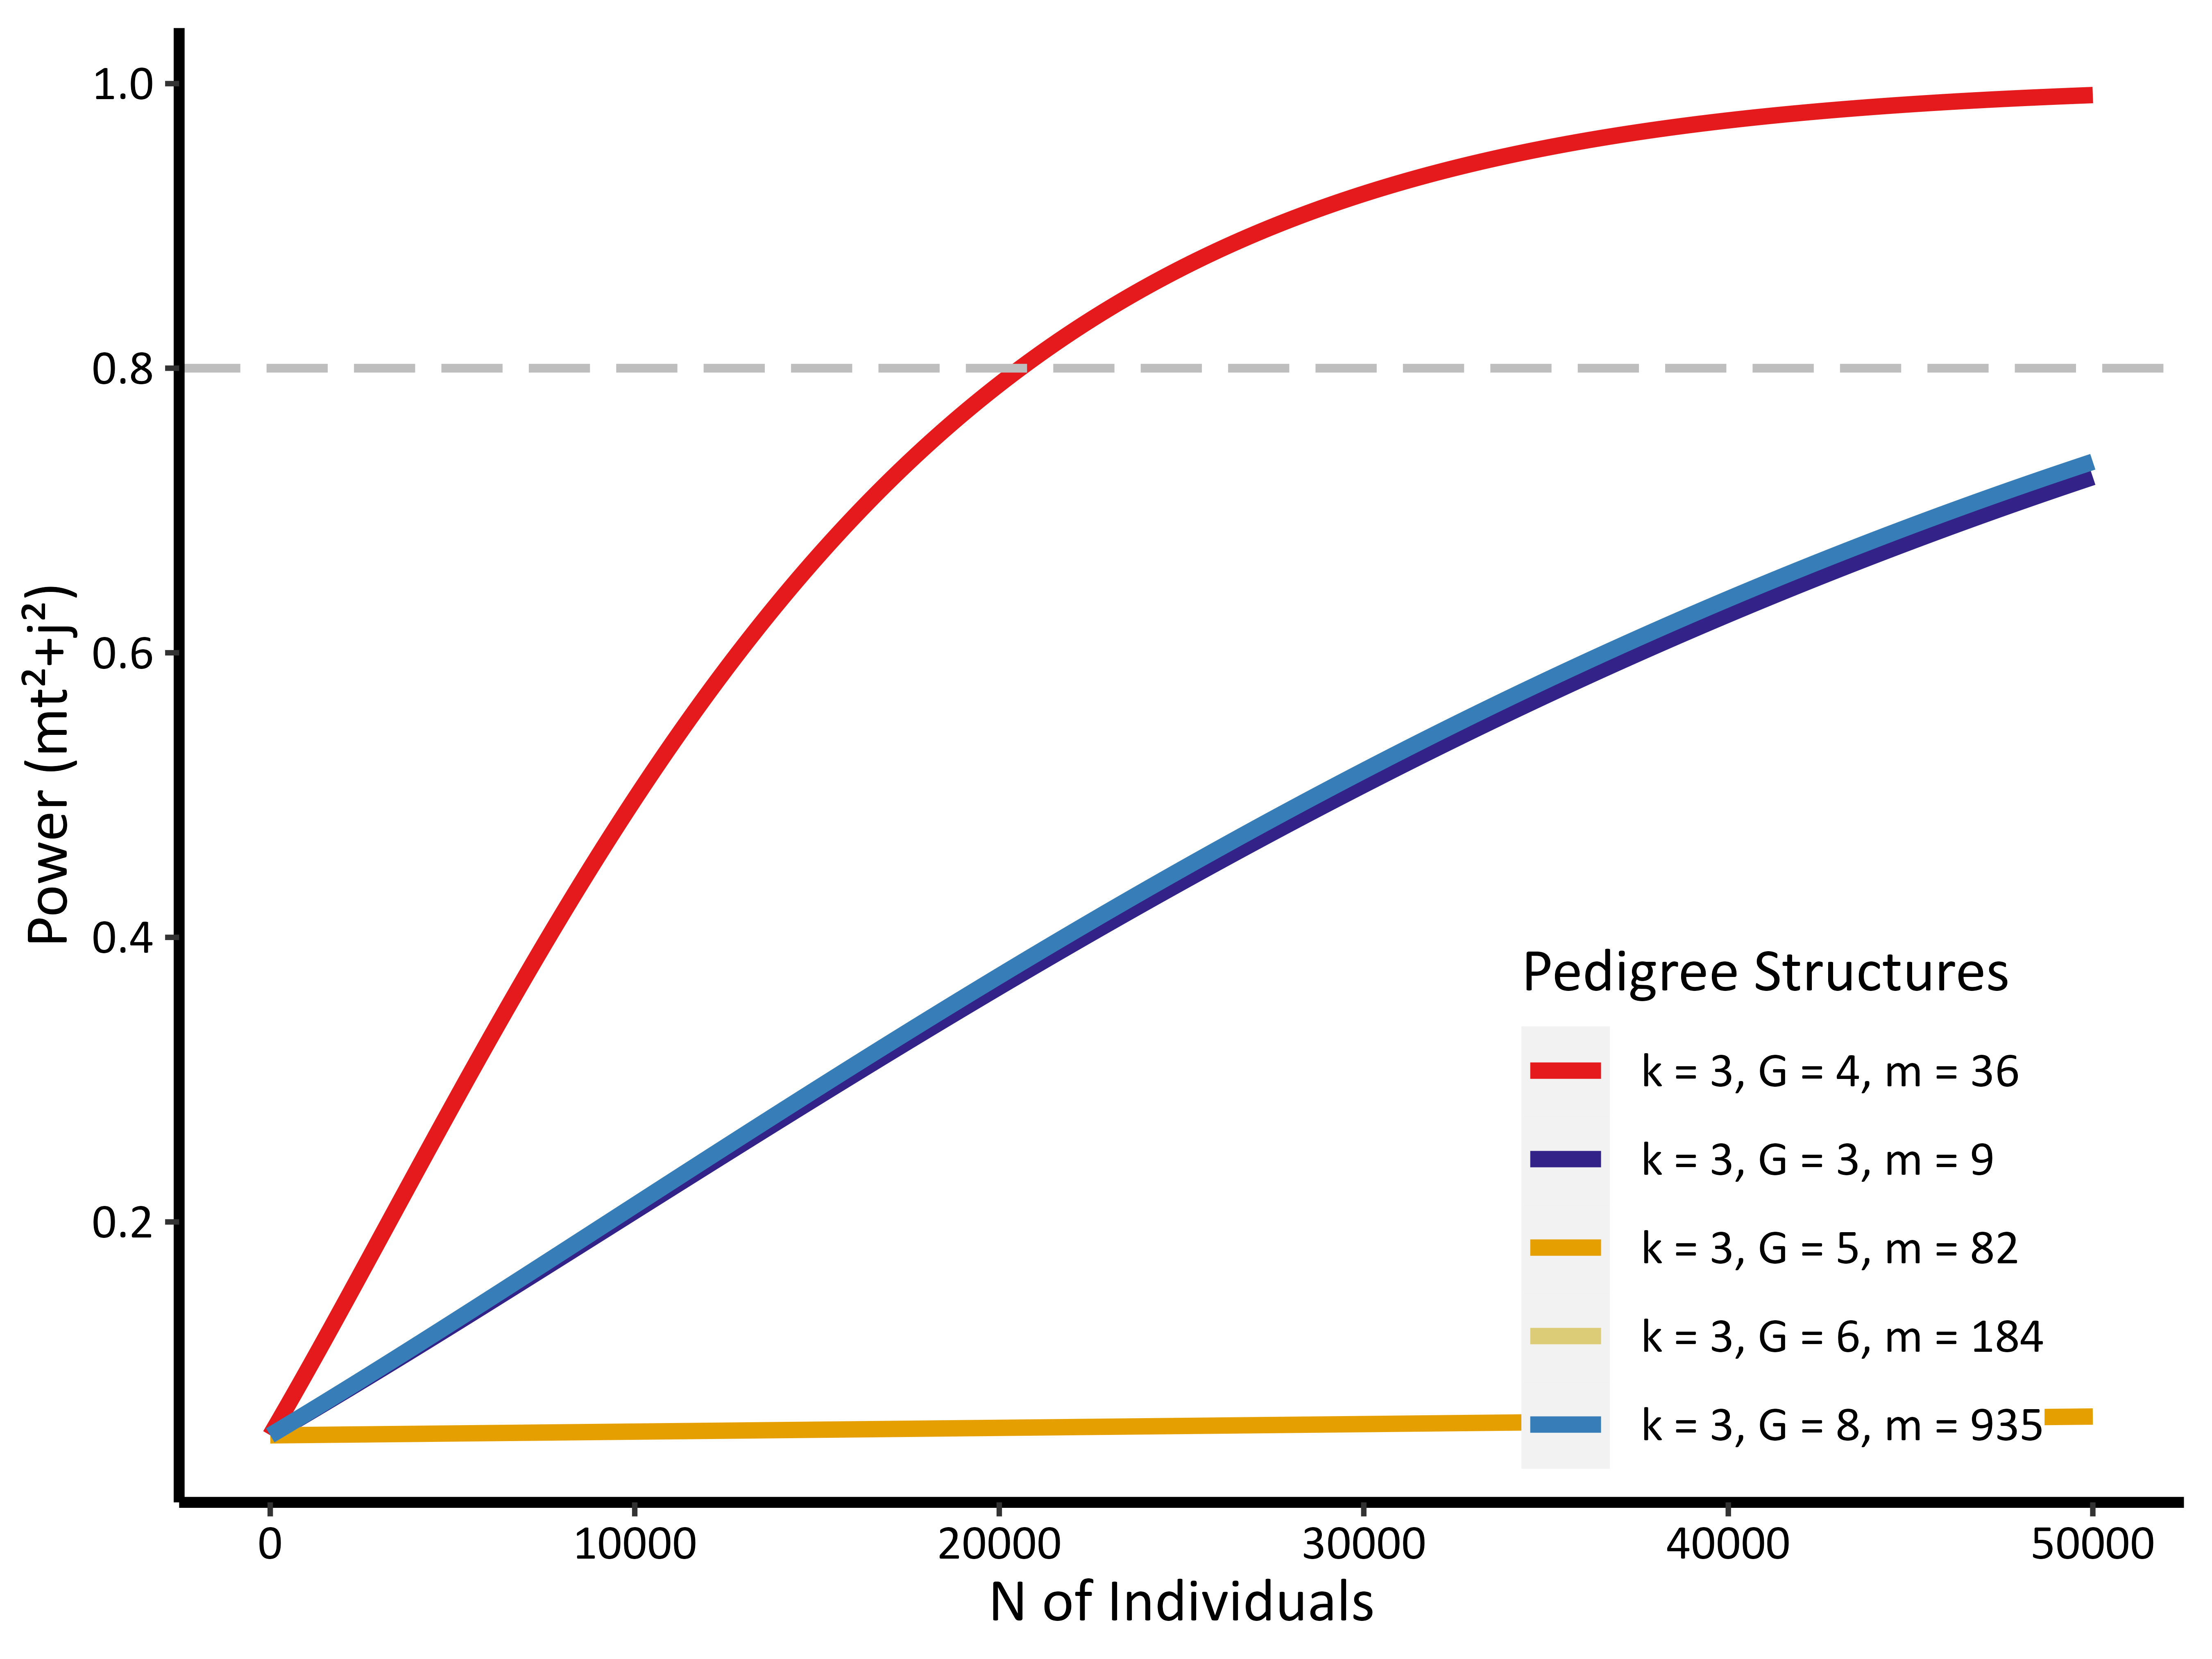 Power (mt²+j²)
1.0
0.8
0.6
0.4
0.2
Pedigree Structures
k = 3, G = 4, m = 36
k = 3, G = 3, m = 9
k = 3, G = 5, m = 82
k = 3, G = 6, m = 184
k = 3, G = 8, m = 935
0 10000 20000 30000 40000 50000
N of Individuals